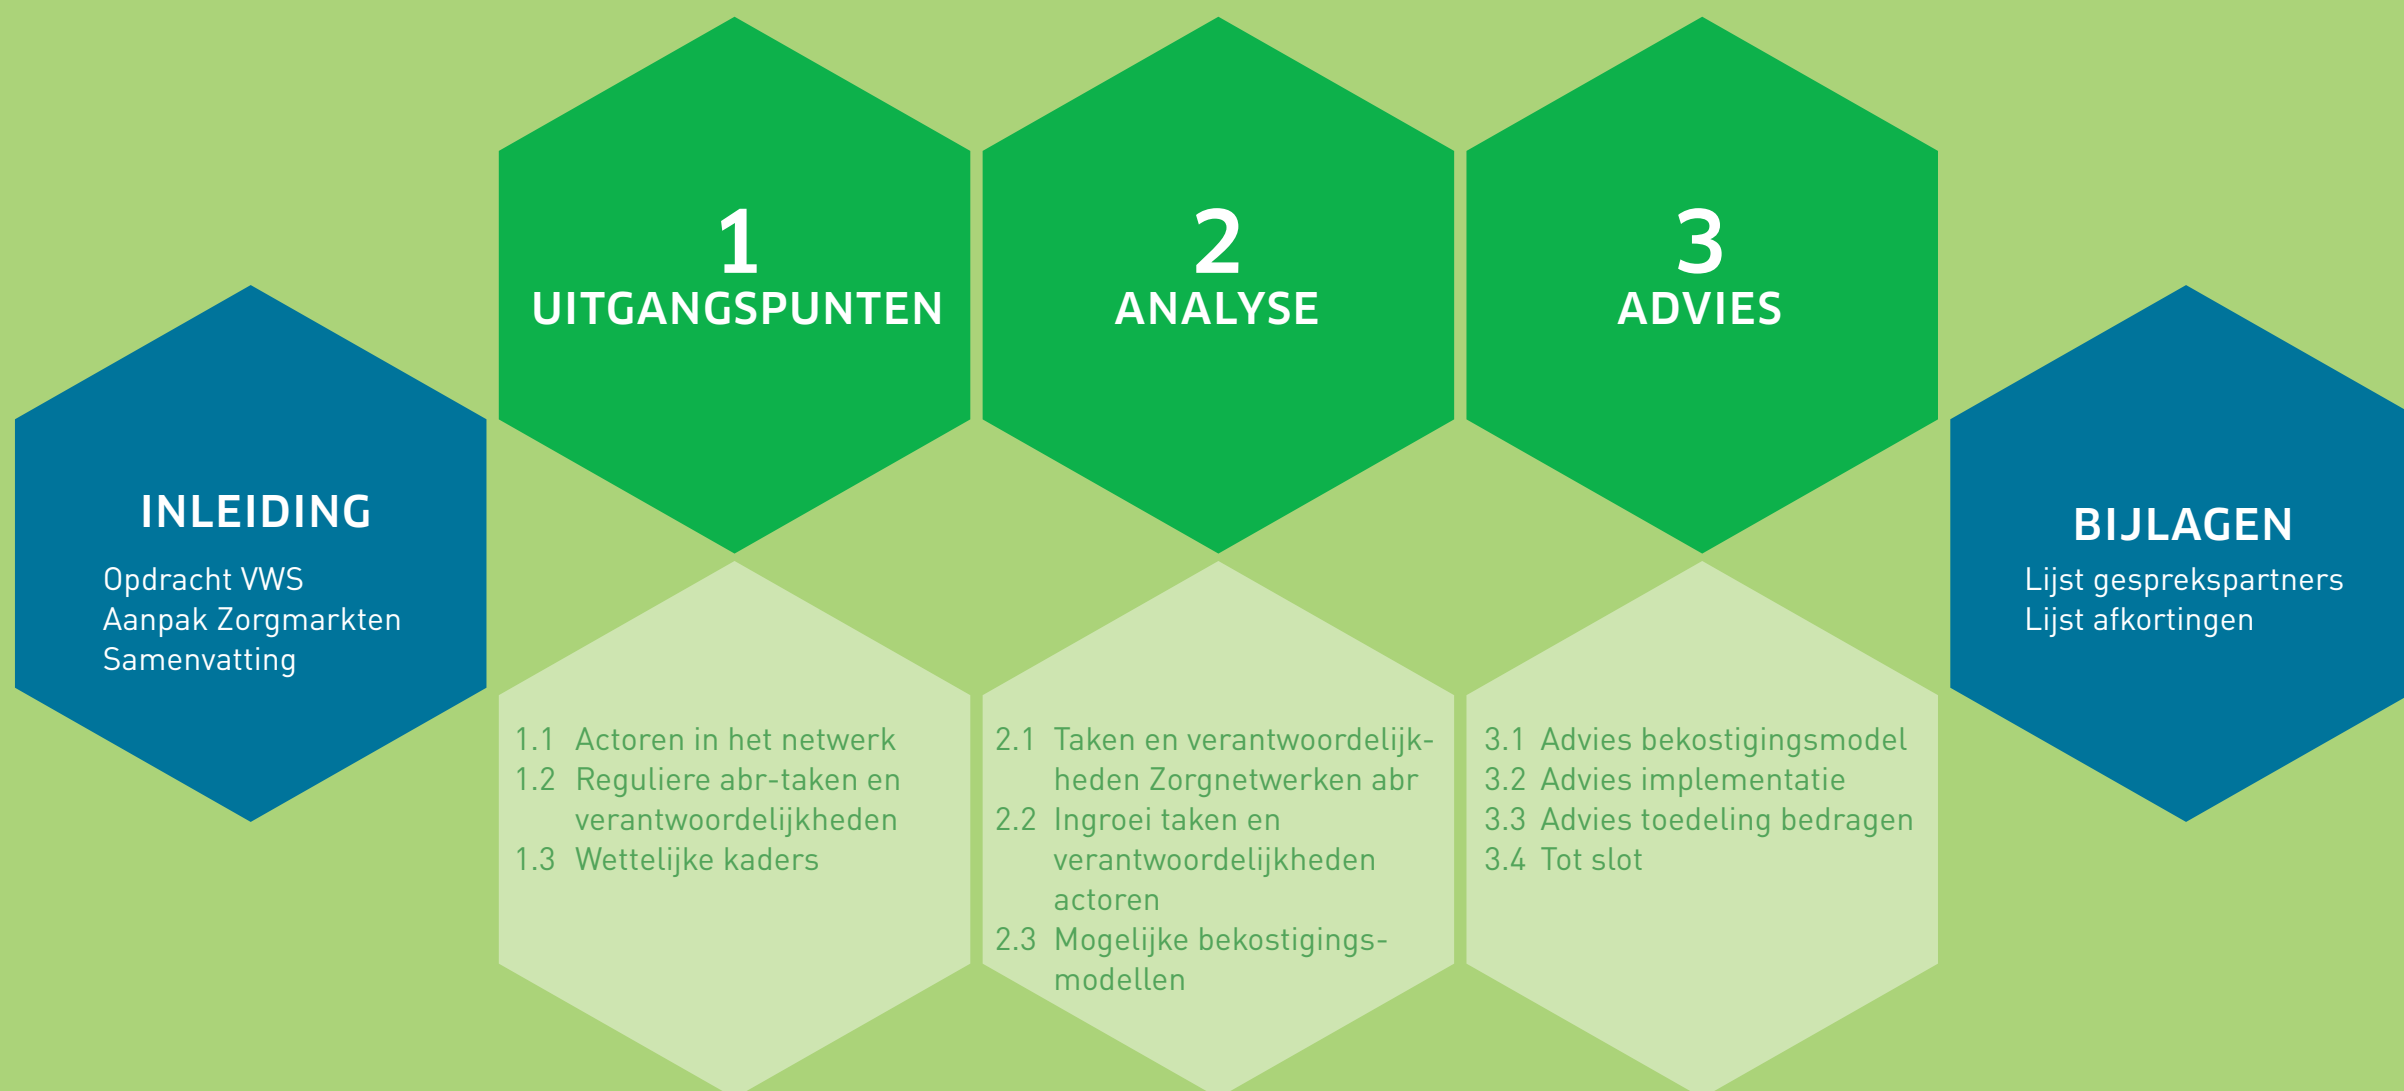 INLEIDING
Opdracht VWS
Aanpak Zorgmarkten
Samenvatting
1
UITGANGSPUNTEN
1.1 Actoren in het netwerk
1.2 Reguliere abr-taken en
verantwoordelijkheden
1.3 Wettelijke kaders
2
ANALYSE
2.1 Taken en verantwoordelijk-
heden Zorgnetwerken abr
2.2 Ingroei taken en
verantwoordelijkheden
actoren
2.3 Mogelijke bekostigings-
modellen
3
ADVIES
3.1 Advies bekostigingsmodel
3.2 Advies implementatie
3.3 Advies toedeling bedragen
3.4 Tot slot
BIJLAGEN
Lijst gesprekspartners
Lijst afkortingen